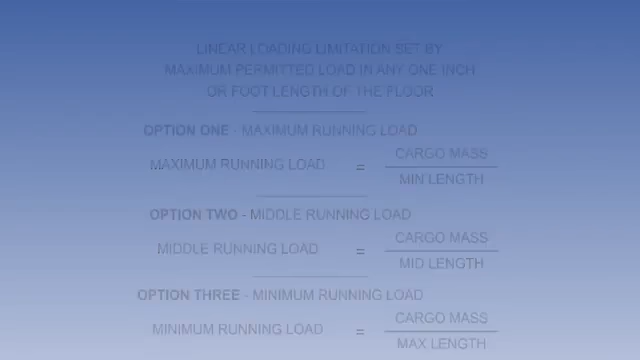 LINEAR LOADING LIMITATION SET BY
MAXIMUM PERMITTED LOAD IN ANY ONE INCH
OR FOOT LENGTH OF THE FLOOR
OPTION ONE - MAXIMUM RUNNING LOAD
MAXIMUM RUNNING LOAD = CARGO MASS
MIN LENGTH
OPTION TWO - MIDDLE RUNNING LOAD
MIDDLE RUNNING LOAD = CARGO MASS
MID LENGTH
OPTION THREE - MINIMUM RUNNING LOAD
MINIMUM RUNNING LOAD = CARGO MASS
MAX LENGTH